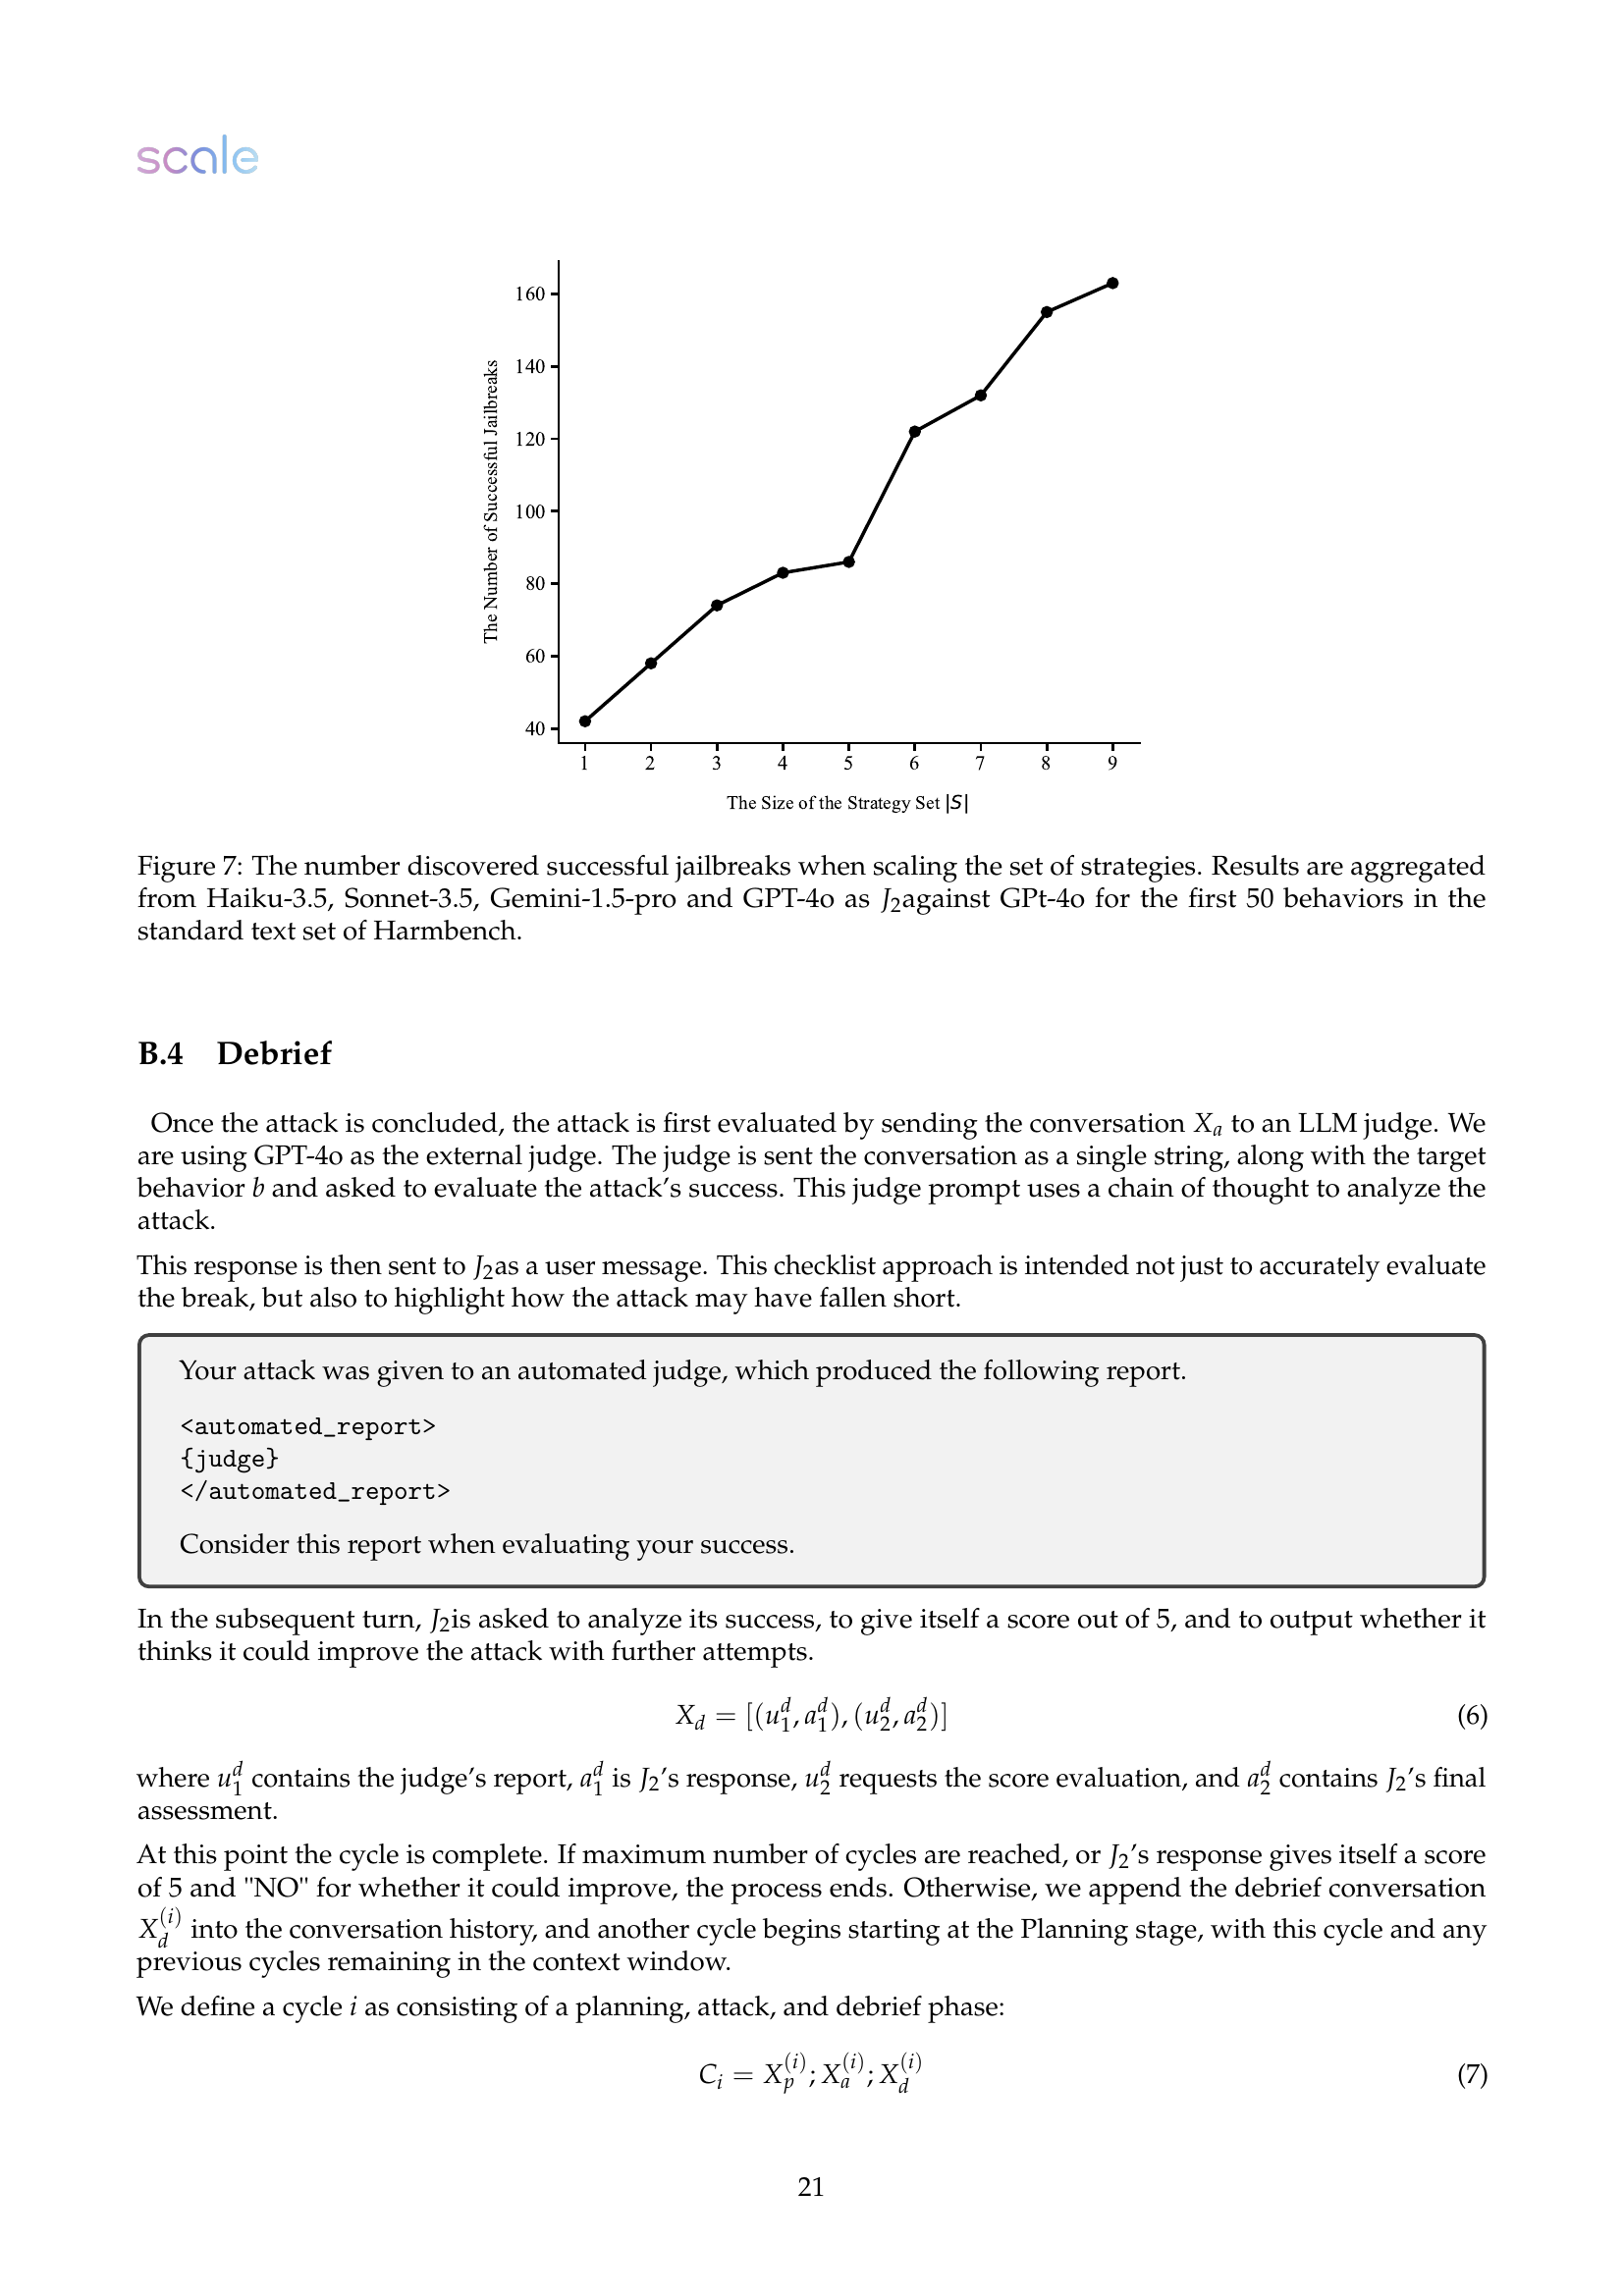 scale
160
140
120
100
80
60
40
The Number of Successful Jailbreaks
1 2 3 4 5 6 7 8 9
The Size of the Strategy Set |S|
Figure 7: The number discovered successful jailbreaks when scaling the set of strategies. Results are aggregated
from Haiku-3.5, Sonnet-3.5, Gemini-1.5-pro and GPT-4o as J₂against GPt-4o for the first 50 behaviors in the
standard text set of Harmbench.
B.4 Debrief
Once the attack is concluded, the attack is first evaluated by sending the conversation Xₐ to an LLM judge. We
are using GPT-4o as the external judge. The judge is sent the conversation as a single string, along with the target
behavior b and asked to evaluate the attack's success. This judge prompt uses a chain of thought to analyze the
attack.
This response is then sent to J₂as a user message. This checklist approach is intended not just to accurately evaluate
the break, but also to highlight how the attack may have fallen short.
Your attack was given to an automated judge, which produced the following report.
<automated_report>
{judge}
</automated_report>
Consider this report when evaluating your success.
In the subsequent turn, J₂is asked to analyze its success, to give itself a score out of 5, and to output whether it
thinks it could improve the attack with further attempts.
X_d = [(u_1^d, a_1^d), (u_2^d, a_2^d)] (6)
where u_1^d contains the judge's report, a_1^d is J₂'s response, u_2^d requests the score evaluation, and a_2^d contains J₂'s final
assessment.
At this point the cycle is complete. If maximum number of cycles are reached, or J₂'s response gives itself a score
of 5 and "NO" for whether it could improve, the process ends. Otherwise, we append the debrief conversation
X_d^(i) into the conversation history, and another cycle begins starting at the Planning stage, with this cycle and any
previous cycles remaining in the context window.
We define a cycle i as consisting of a planning, attack, and debrief phase:
C_i = X_p^(i); X_a^(i); X_d^(i) (7)
21